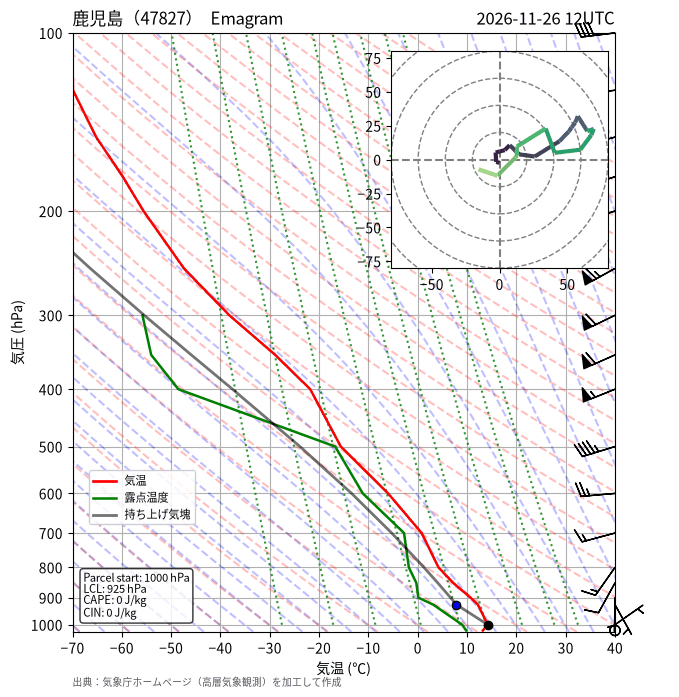 鹿児島（47827） Emagram
2026-11-26 12UTC
100
200
300
400
500
600
700
800
900
1000
気圧 (hPa)
75
50
25
0
−25
−50
−75
−50
0
50
気温
露点温度
持ち上げ気塊
Parcel start: 1000 hPa
LCL: 925 hPa
CAPE: 0 J/kg
CIN: 0 J/kg
−70
−60
−50
−40
−30
−20
−10
0
10
20
30
40
気温 (°C)
出典：気象庁ホームページ（高層気象観測）を加工して作成